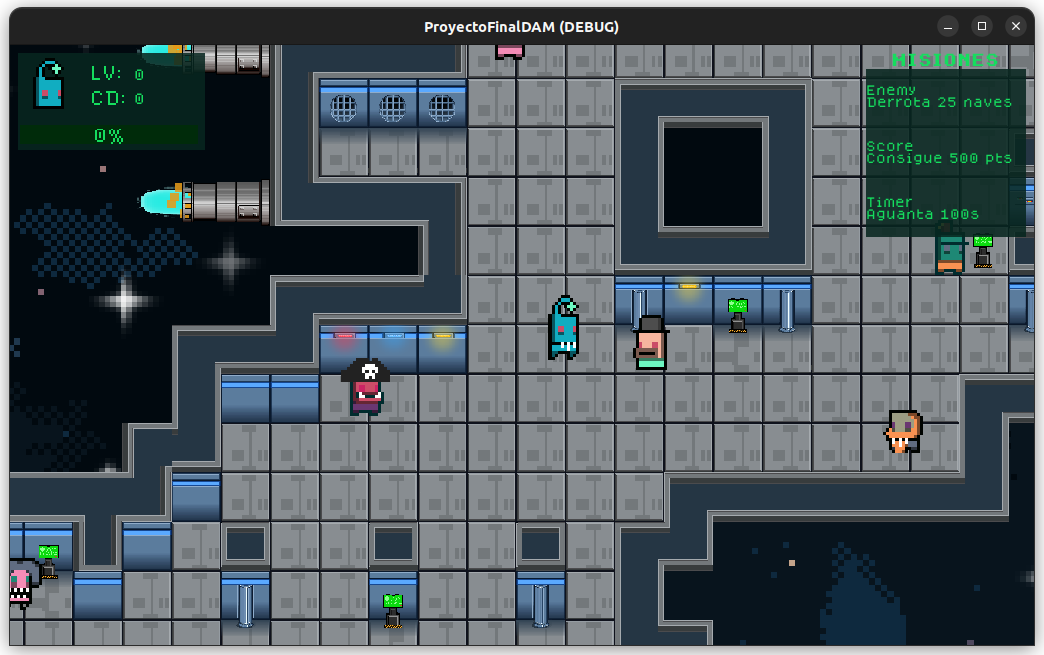 ProyectoFinalDAM (DEBUG)
LV: 0
CD: 0
0%
MISIONES
Enemy
Derrota 25 naves
Score
Consigue 500 pts
Timer
Aguanta 100s